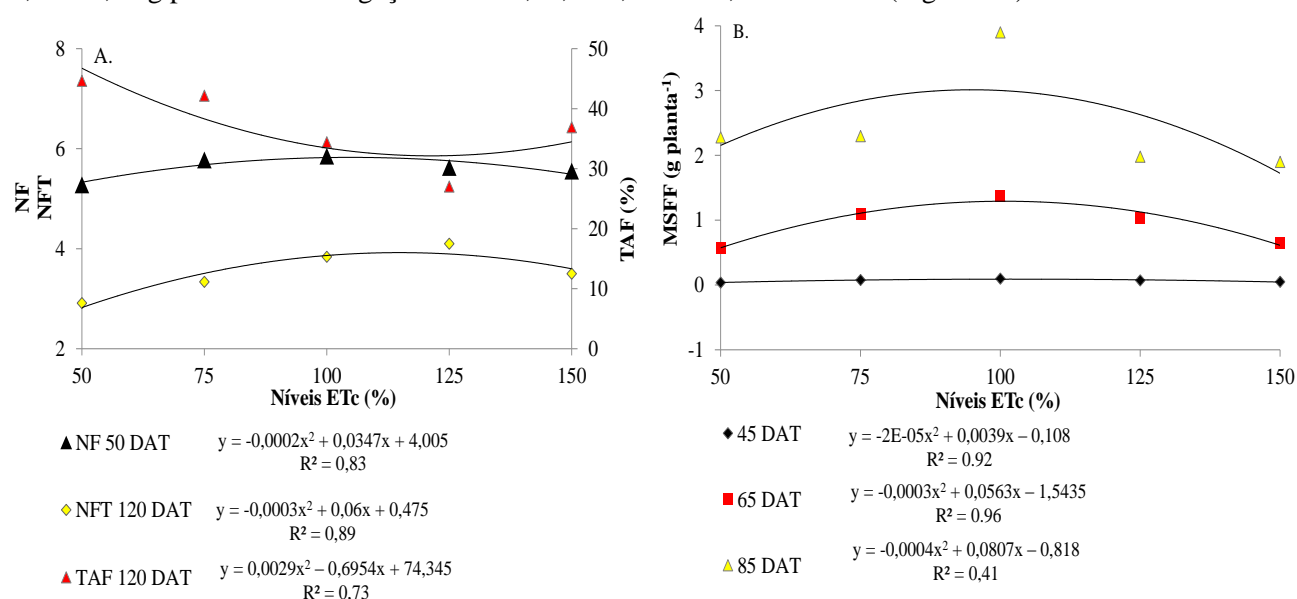 A.
8
6
4
2
NF
NFT
50
40
30
20
10
0
TAF (%)
50 75 100 125 150
Níveis ETc (%)
▲ NF 50 DAT y = -0,0002x² + 0,0347x + 4,005
R² = 0,83
NFT 120 DAT y = -0,0003x² + 0,06x + 0,475
R² = 0,89
TAF 120 DAT y = 0,0029x² – 0,6954x + 74,345
R² = 0,73
B.
4
3
2
1
0
-1
MSFF (g planta⁻¹)
50 75 100 125 150
Níveis ETc (%)
45 DAT y = -2E-05x² + 0,0039x – 0,108
R² = 0.92
65 DAT y = -0,0003x² + 0,0563x – 1,5435
R² = 0.96
85 DAT y = -0,0004x² + 0,0807x – 0,818
R² = 0,41